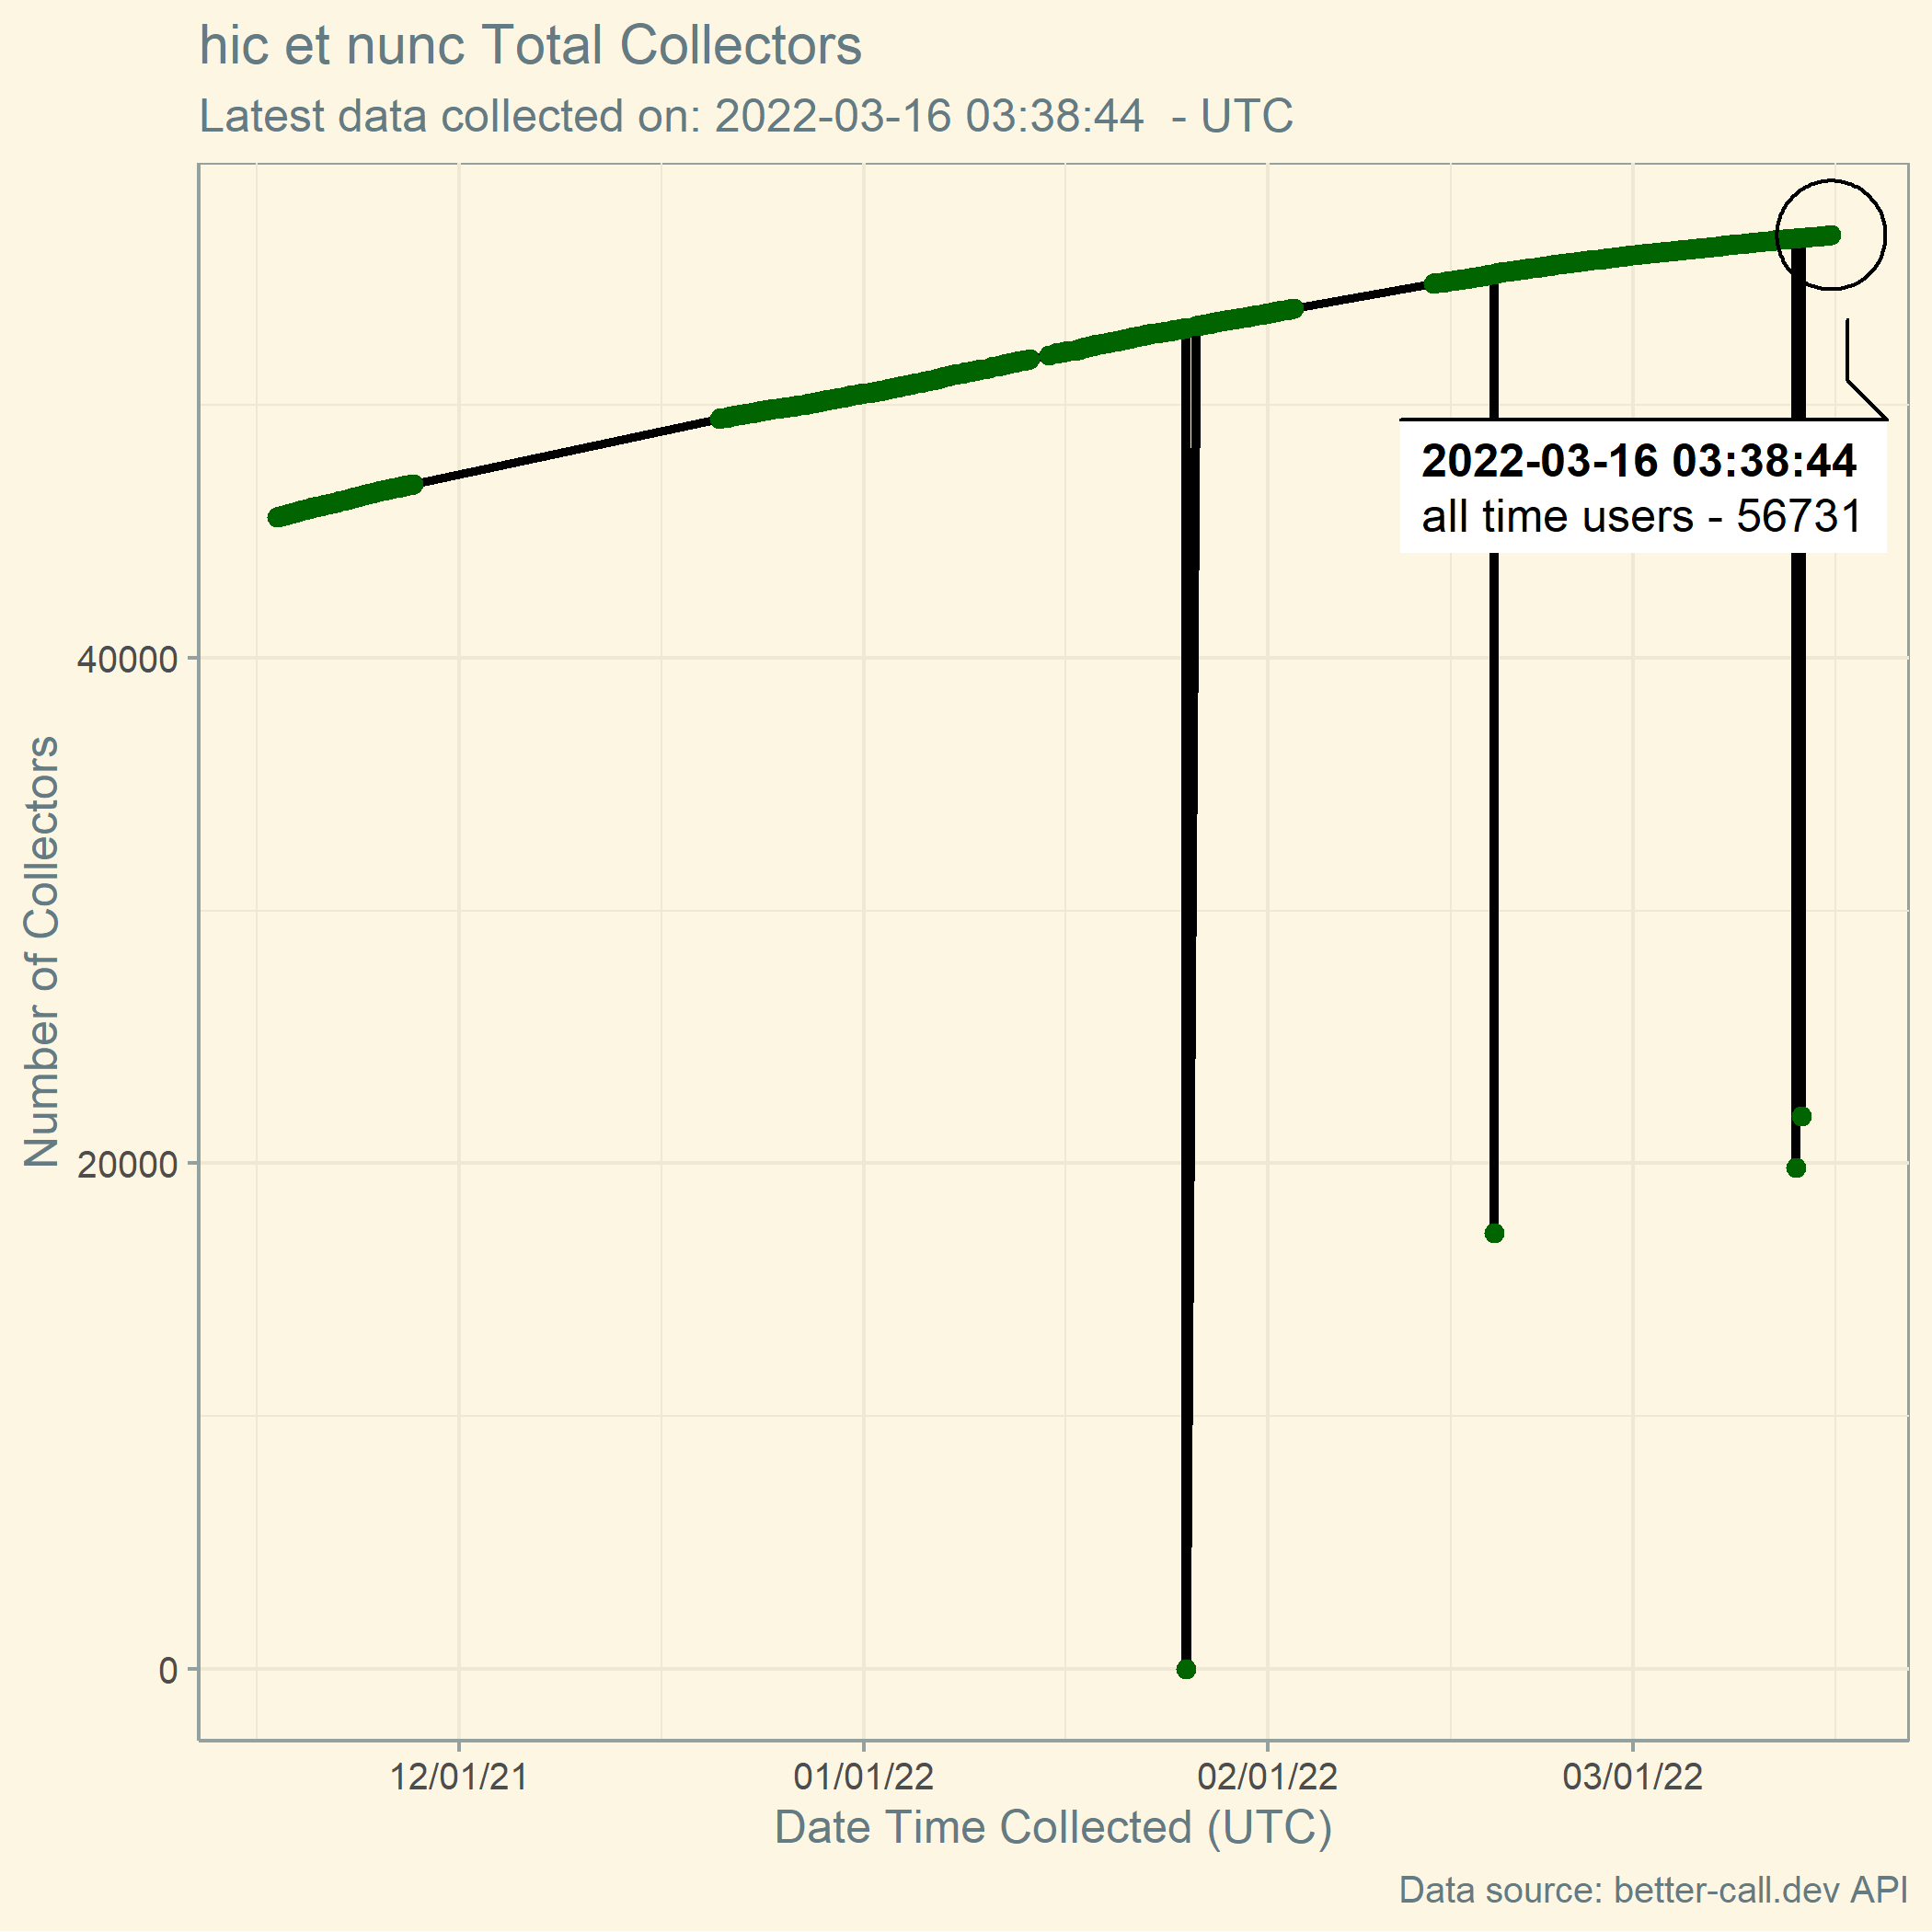 hic et nunc Total Collectors
Latest data collected on: 2022-03-16 03:38:44  - UTC
2022-03-16 03:38:44
all time users - 56731
Number of Collectors
40000
20000
0
12/01/21
01/01/22
02/01/22
03/01/22
Date Time Collected (UTC)
Data source: better-call.dev API